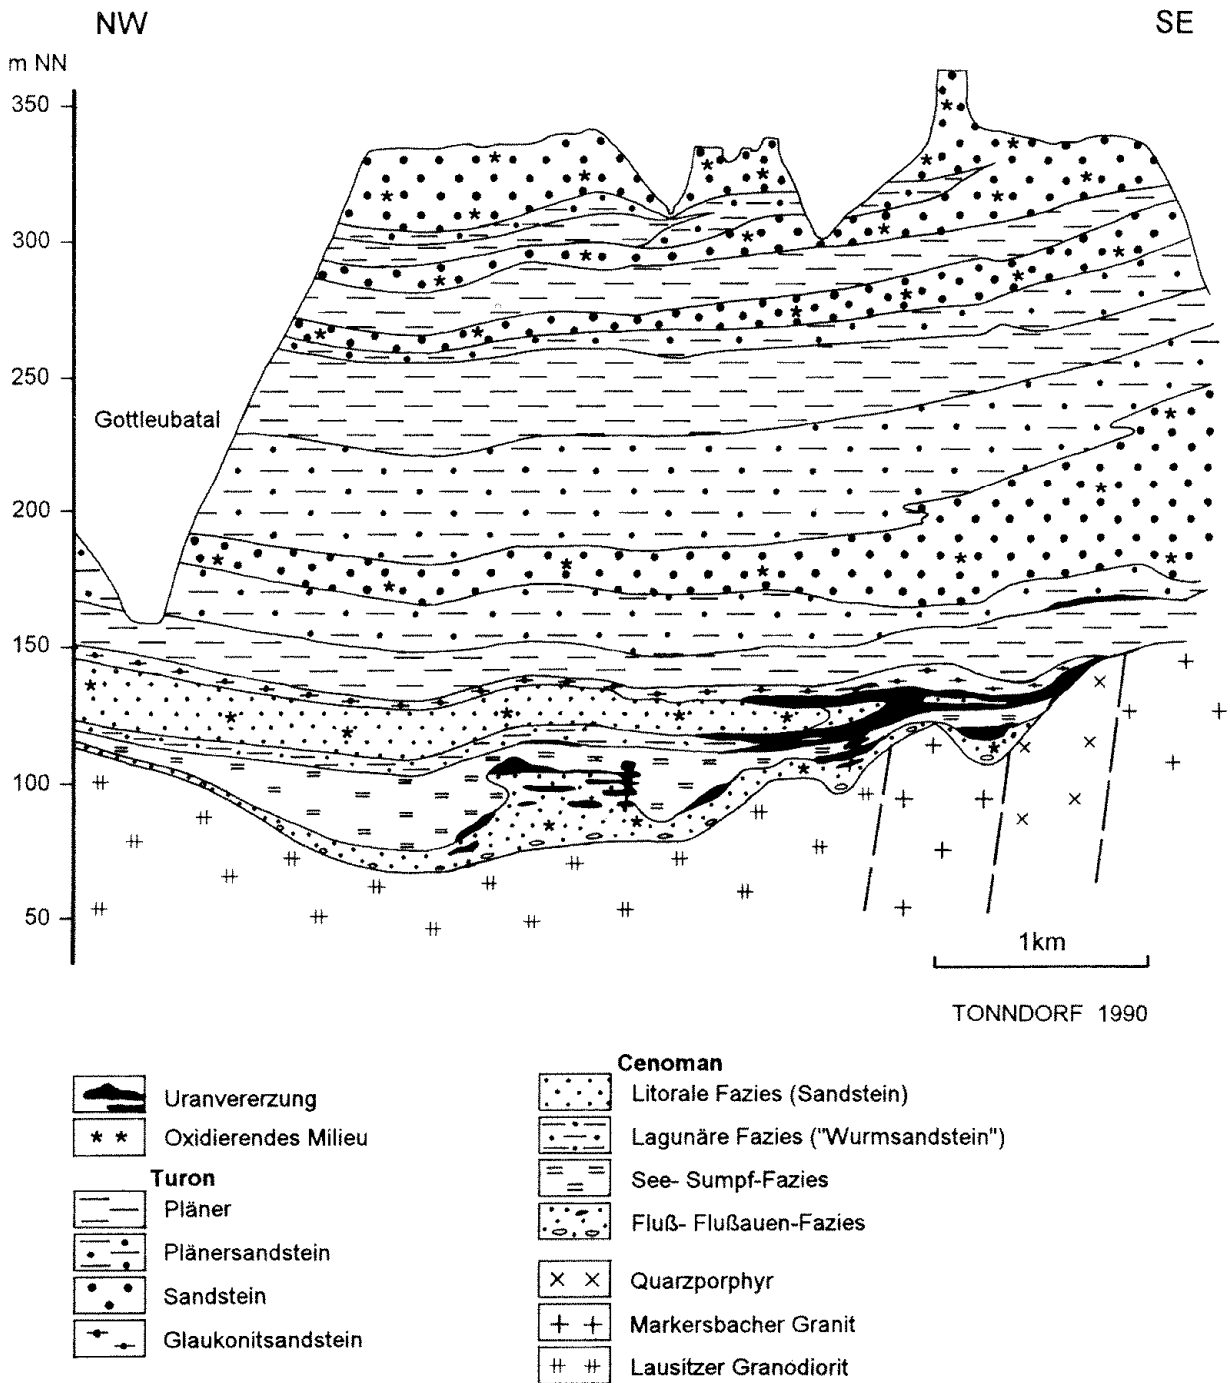 NW
SE
m NN
350
300
250
Gottleubatal
200
150
100
50
1km
TONNDORF 1990
Uranvererzung
Oxidierendes Milieu
Turon
Pläner
Plänersandstein
Sandstein
Glaukonitsandstein
Cenoman
Litorale Fazies (Sandstein)
Lagunäre Fazies ("Wurmsandstein")
See- Sumpf-Fazies
Fluß- Flußauen-Fazies
Quarzporphyr
Markersbacher Granit
Lausitzer Granodiorit